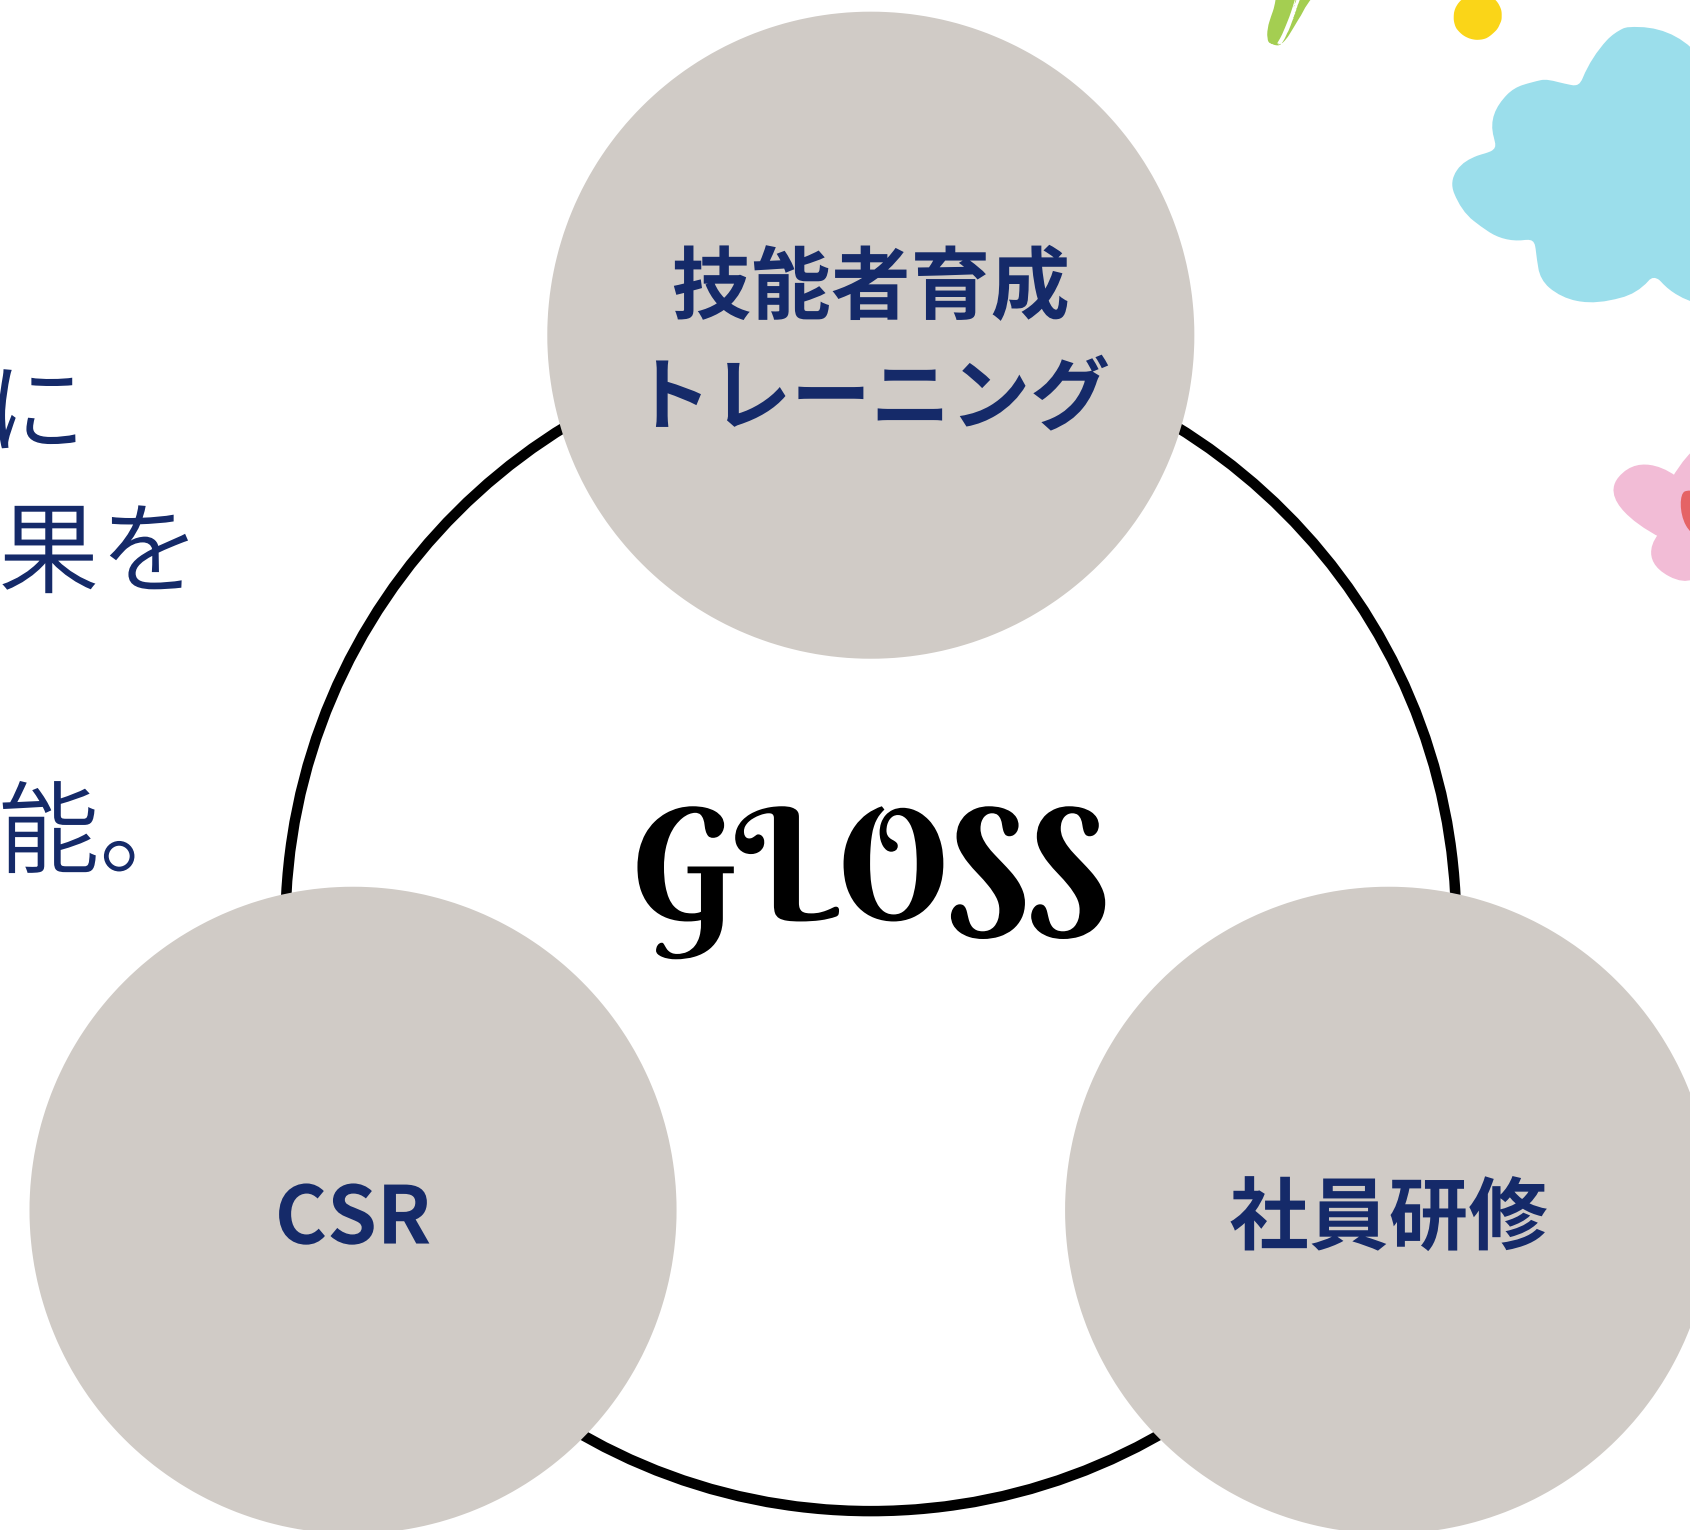 に
果を
能。
技能者育成
トレーニング
GLOSS
CSR
社員研修